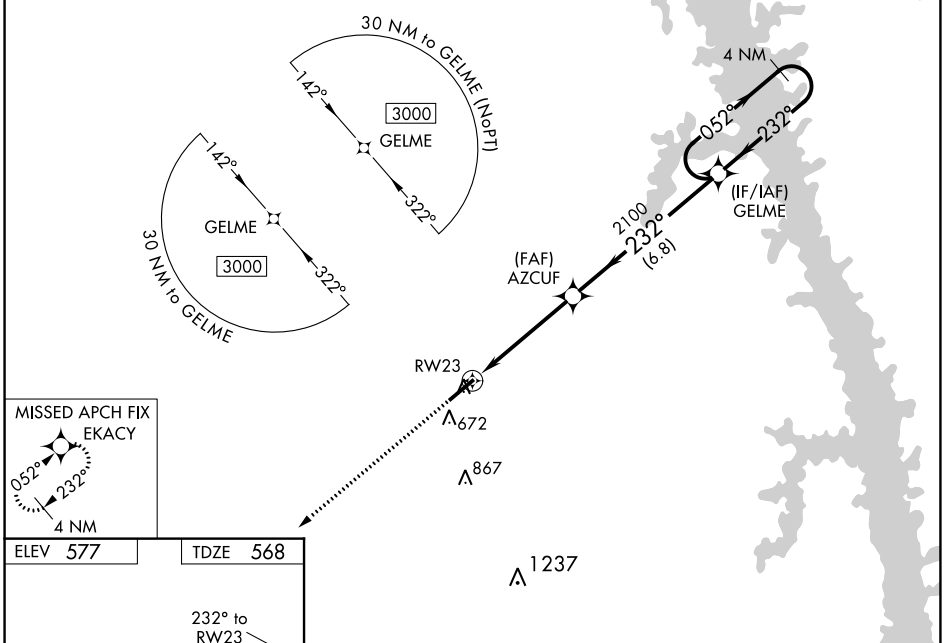 30 NM to GELME (NoPT)
142°
3000
GELME
322°
142°
GELME
3000
322°
30 NM to GELME
4 NM
052°
232°
(IF/IAF)
GELME
2100
232°
(6.8)
(FAF)
AZCUF
RW23
672
867
1237
MISSED APCH FIX
EKACY
052°
232°
4 NM
ELEV 577
TDZE 568
232° to
RW23